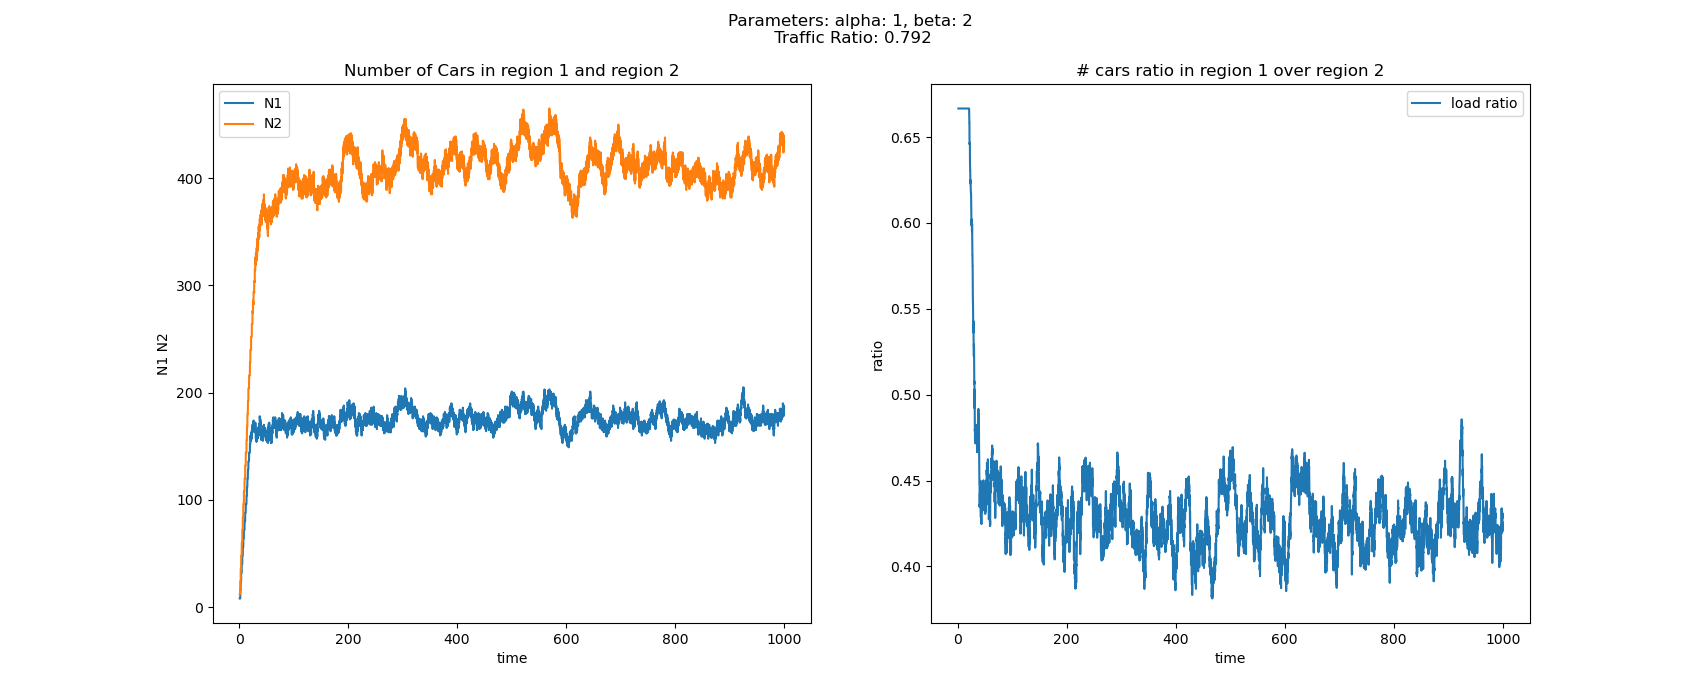 Parameters: alpha: 1, beta: 2
Traffic Ratio: 0.792
Number of Cars in region 1 and region 2
N1
N2
400
300
200
100
0
N1 N2
0 200 400 600 800 1000
time
# cars ratio in region 1 over region 2
load ratio
0.65
0.60
0.55
0.50
0.45
0.40
ratio
0 200 400 600 800 1000
time